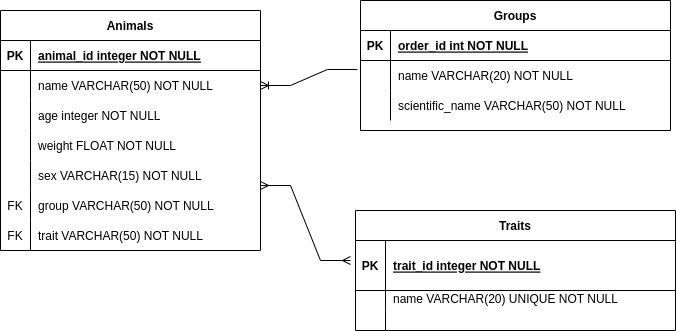 Animals
PK animal_id integer NOT NULL
name VARCHAR(50) NOT NULL
age integer NOT NULL
weight FLOAT NOT NULL
sex VARCHAR(15) NOT NULL
FK group VARCHAR(50) NOT NULL
FK trait VARCHAR(50) NOT NULL
Groups
PK order_id int NOT NULL
name VARCHAR(20) NOT NULL
scientific_name VARCHAR(50) NOT NULL
Traits
PK trait_id integer NOT NULL
name VARCHAR(20) UNIQUE NOT NULL